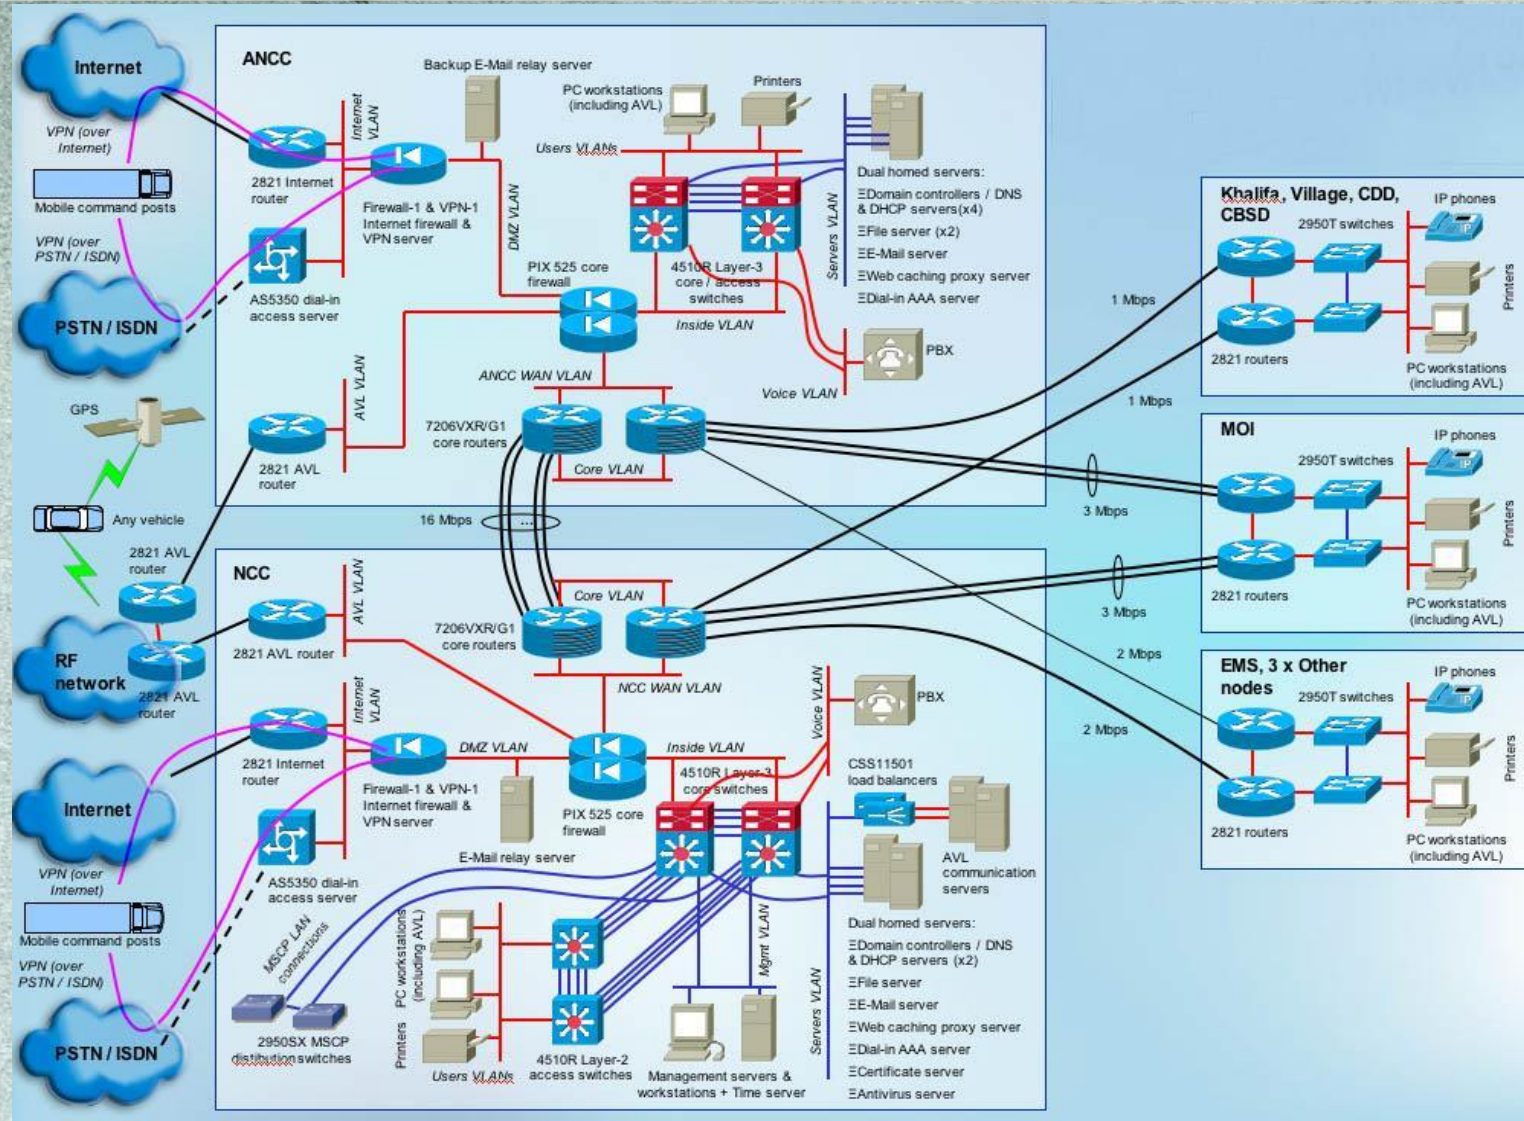 Internet
VPN (over
Internet)
Mobile command posts
VPN (over
PSTN / ISDN)
PSTN / ISDN
GPS
Any vehicle
2821 AVL
router
RF
network
2821 AVL
router
Internet
VPN (over
Internet)
Mobile command posts
VPN (over
PSTN / ISDN)
PSTN / ISDN
ANCC
2821 Internet
router
Internet
VLAN
AS5350 dial-in
access server
Firewall-1 & VPN-1
Internet firewall &
VPN server
Backup E-Mail relay server
DMZ VLAN
PIX 525 core
firewall
PC workstations
(including AVL)
Printers
Users VLANs
4510R Layer-3
core / access
switches
Inside VLAN
Servers VLAN
Dual homed servers:
ΞDomain controllers / DNS
& DHCP servers(x4)
ΞFile server (x2)
ΞE-Mail server
ΞWeb caching proxy server
ΞDial-in AAA server
PBX
Voice VLAN
AVL VLAN
2821 AVL
router
ANCC WAN VLAN
7206VXR/G1
core routers
Core VLAN
16 Mbps
...
NCC
AVL VLAN
2821 AVL router
Core VLAN
7206VXR/G1
core routers
NCC WAN VLAN
Internet
VLAN
2821 Internet
router
Firewall-1 & VPN-1
Internet firewall &
VPN server
AS5350 dial-in
access server
DMZ VLAN
E-Mail relay server
PIX 525 core
firewall
Inside VLAN
4510R Layer-3
core switches
Voice VLAN
PBX
CSS11501
load balancers
AVL
communication
servers
MSCP LAN
connections
2950SX MSCP
distibution switches
PC workstations
(including AVL)
Printers
Users VLANs
4510R Layer-2
access switches
Mgmt VLAN
Management servers &
workstations + Time server
Servers VLAN
Dual homed servers:
ΞDomain controllers / DNS
& DHCP servers (x2)
ΞFile server
ΞE-Mail server
ΞWeb caching proxy server
ΞDial-in AAA server
ΞCertificate server
ΞAntivirus server
1 Mbps
1 Mbps
3 Mbps
3 Mbps
2 Mbps
2 Mbps
Khalifa, Village, CDD,
CBSD
IP phones
2950T switches
IP
Printers
2821 routers
PC workstations
(including AVL)
MOI
IP phones
2950T switches
IP
Printers
2821 routers
PC workstations
(including AVL)
EMS, 3 x Other
nodes
IP phones
2950T switches
IP
Printers
2821 routers
PC workstations
(including AVL)